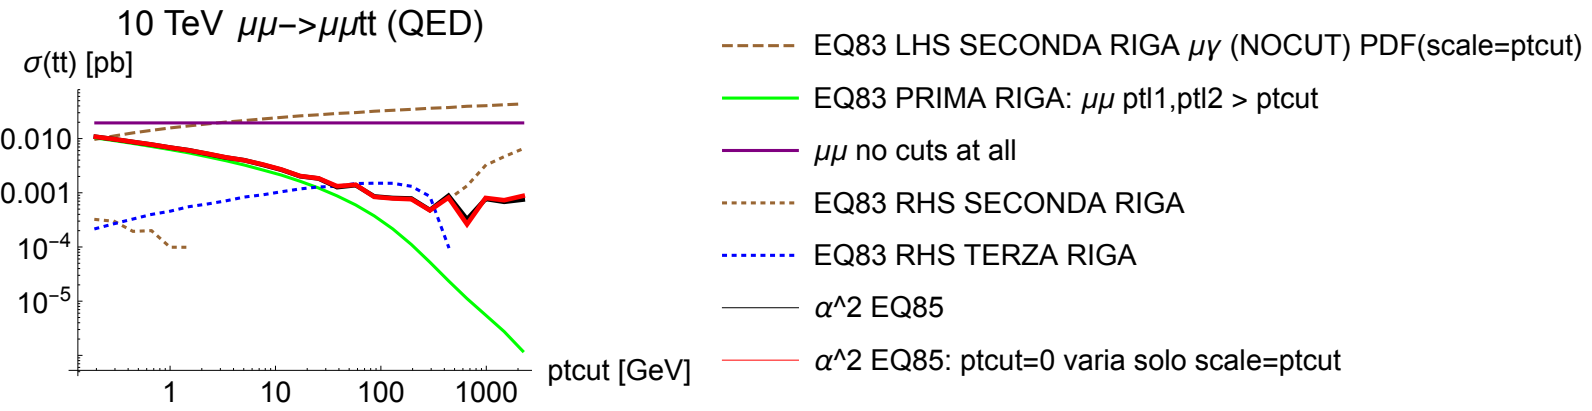 10 TeV μμ->μμtt (QED)
σ(tt) [pb]
0.010
0.001
10^-4
10^-5
1
10
100
1000
ptcut [GeV]
EQ83 LHS SECONDA RIGA μγ (NOCUT) PDF(scale=ptcut)
EQ83 PRIMA RIGA: μμ ptl1,ptl2 > ptcut
μμ no cuts at all
EQ83 RHS SECONDA RIGA
EQ83 RHS TERZA RIGA
α^2 EQ85
α^2 EQ85: ptcut=0 varia solo scale=ptcut